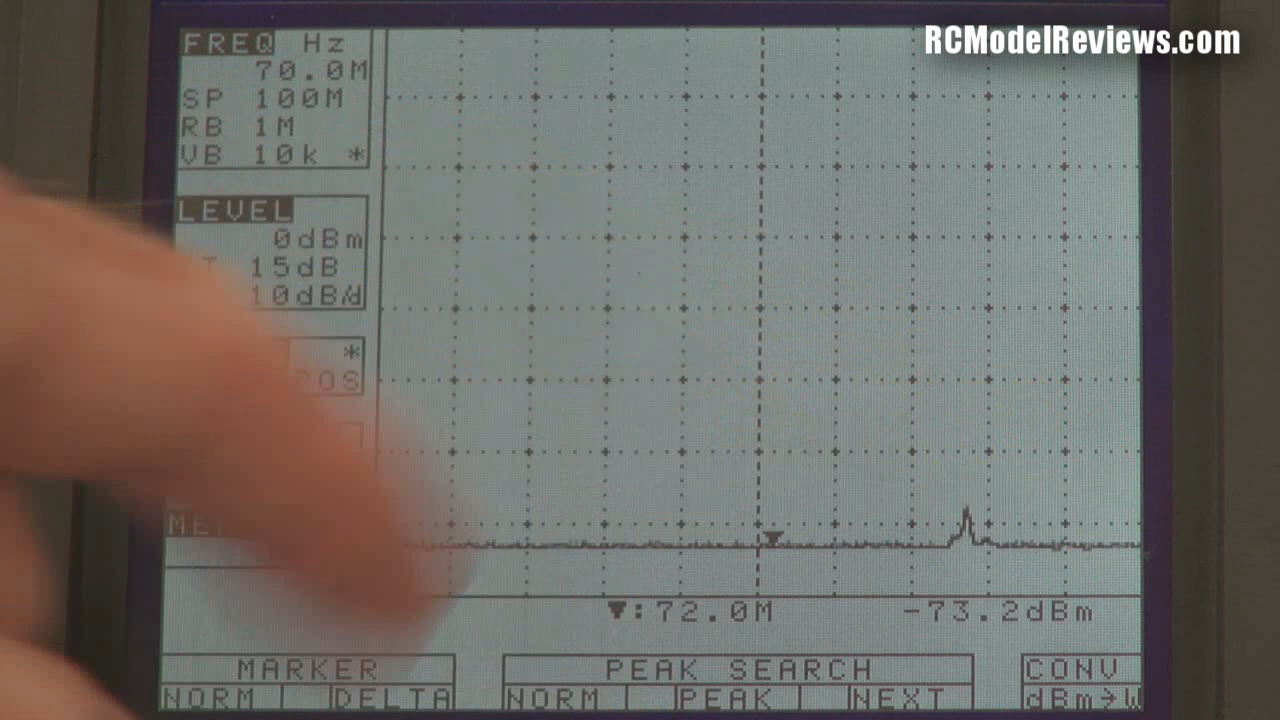 RCModelReviews.com
FREQ Hz
70.0M
SP 100M
RB 1M
VB 10k *
LEVEL
0dBm
15dB
10dB/d
*
POS
▼:72.0M -73.2dBm
MARKER PEAK SEARCH CONV
NORM DELTA NORM PEAK NEXT dBm→W